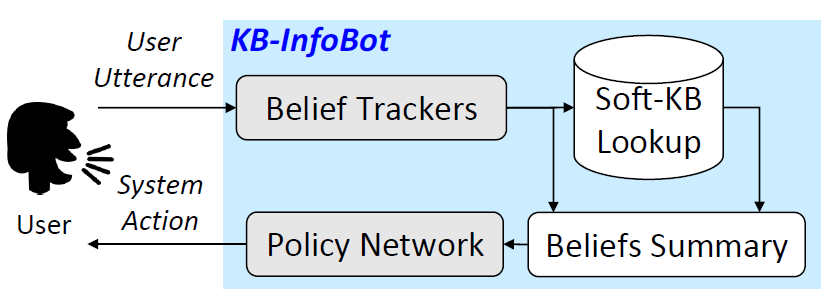 KB-InfoBot
User
Utterance
Belief Trackers
Soft-KB
Lookup
User
System
Action
Policy Network
Beliefs Summary